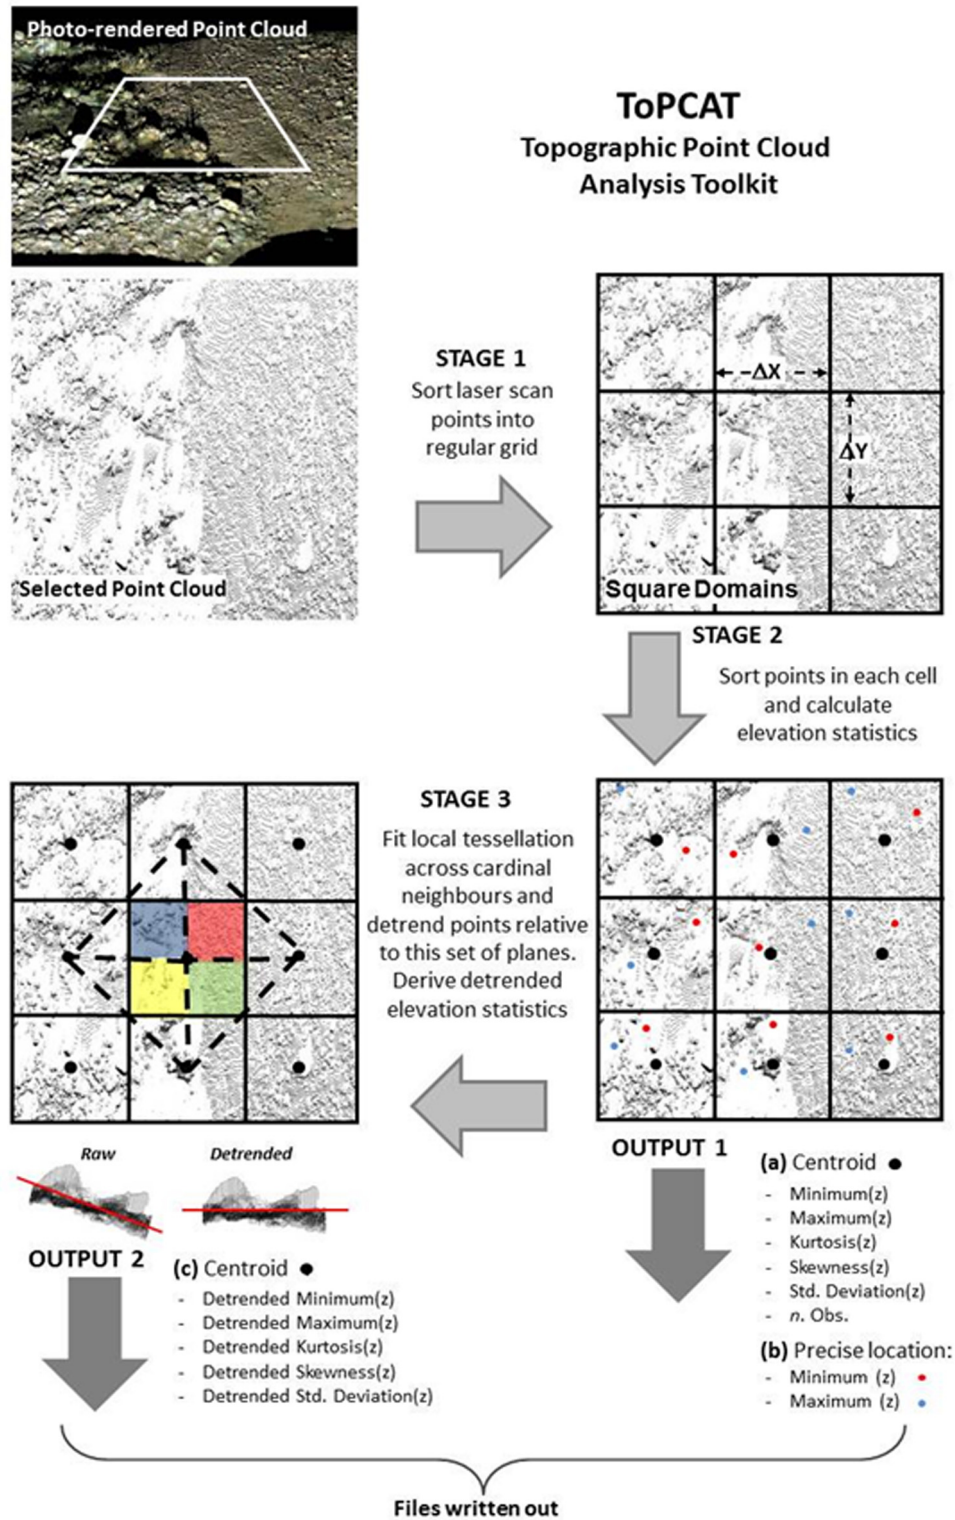 Photo-rendered Point Cloud
ToPCAT
Topographic Point Cloud
Analysis Toolkit
STAGE 1
Sort laser scan
points into
regular grid
ΔX
ΔY
Selected Point Cloud
Square Domains
STAGE 2
Sort points in each cell
and calculate
elevation statistics
STAGE 3
Fit local tessellation
across cardinal
neighbours and
detrend points relative
to this set of planes.
Derive detrended
elevation statistics
Raw
Detrended
OUTPUT 1
(a) Centroid
- Minimum(z)
- Maximum(z)
- Kurtosis(z)
- Skewness(z)
- Std. Deviation(z)
- n. Obs.
(b) Precise location:
- Minimum (z)
- Maximum (z)
OUTPUT 2
(c) Centroid
- Detrended Minimum(z)
- Detrended Maximum(z)
- Detrended Kurtosis(z)
- Detrended Skewness(z)
- Detrended Std. Deviation(z)
Files written out